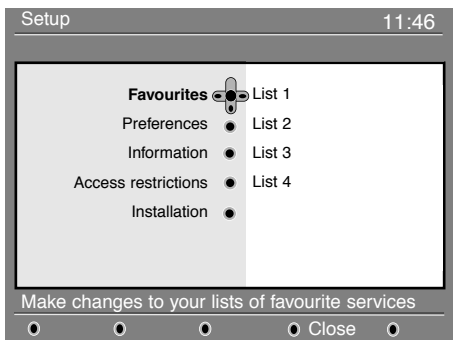 Setup 11:46
Favourites List 1
Preferences List 2
Information List 3
Access restrictions List 4
Installation
Make changes to your lists of favourite services
Close